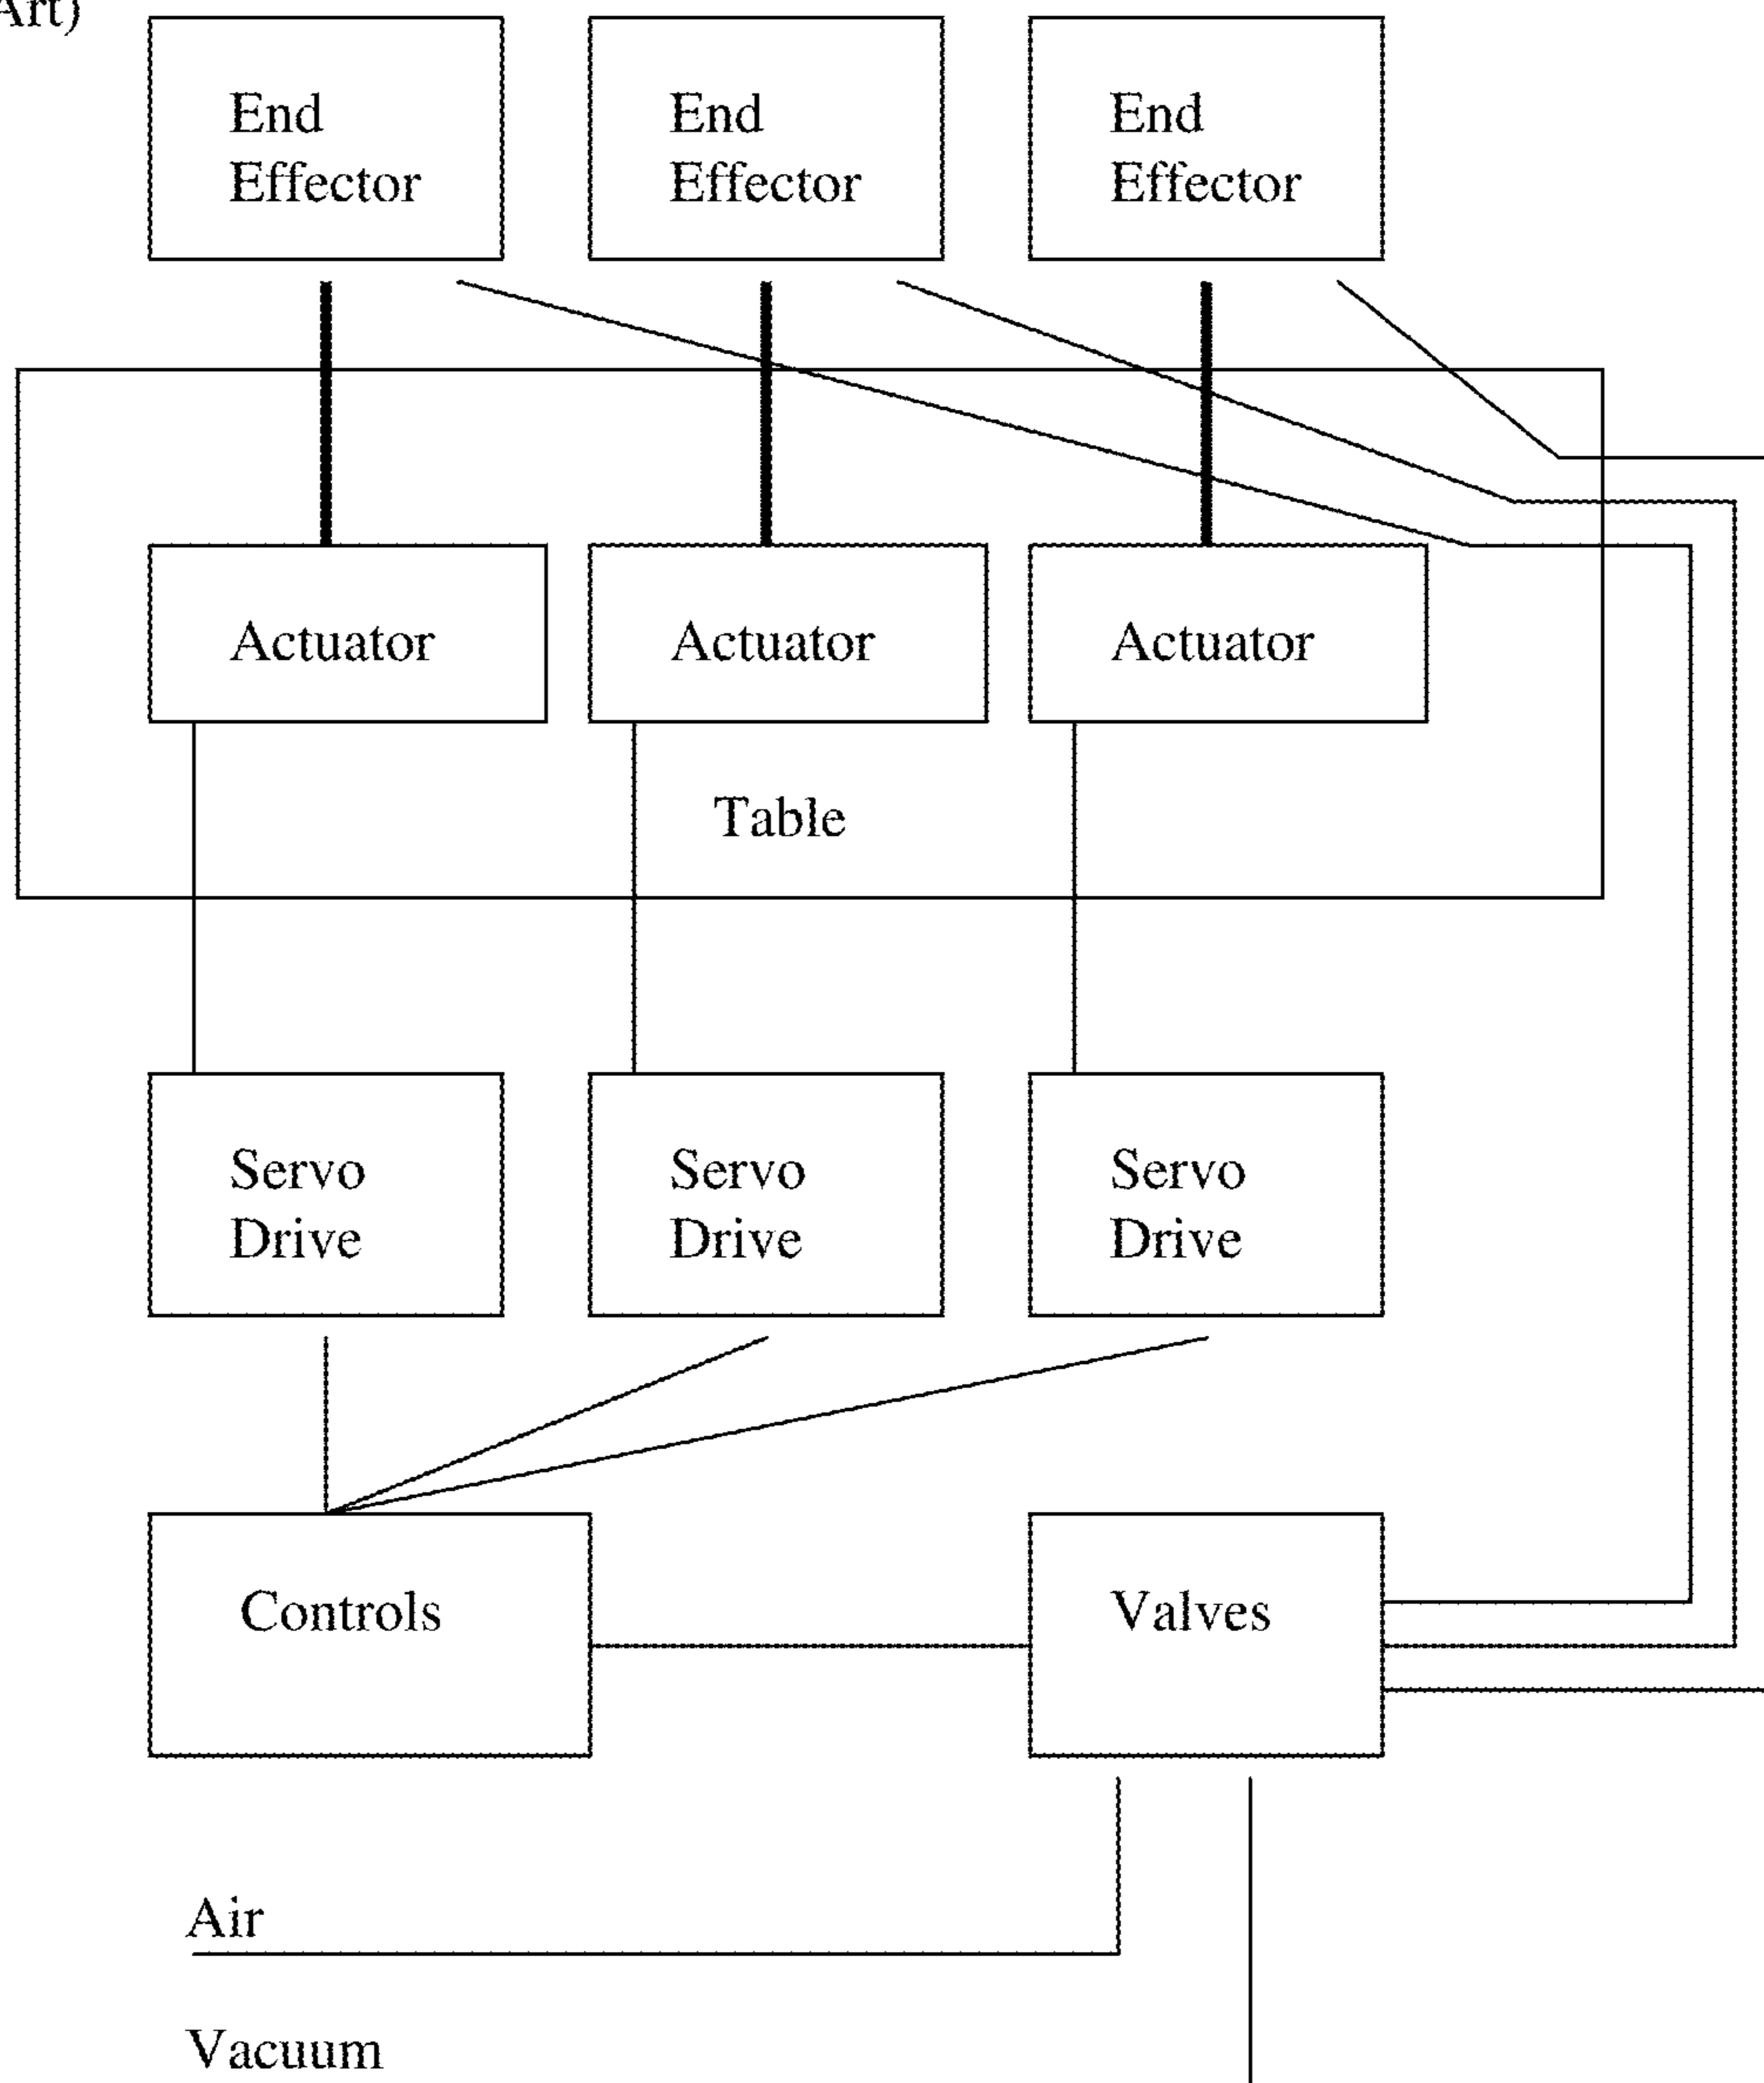 Art)
End
Effector
End
Effector
End
Effector
Actuator
Actuator
Actuator
Table
Servo
Drive
Servo
Drive
Servo
Drive
Controls
Valves
Air
Vacuum